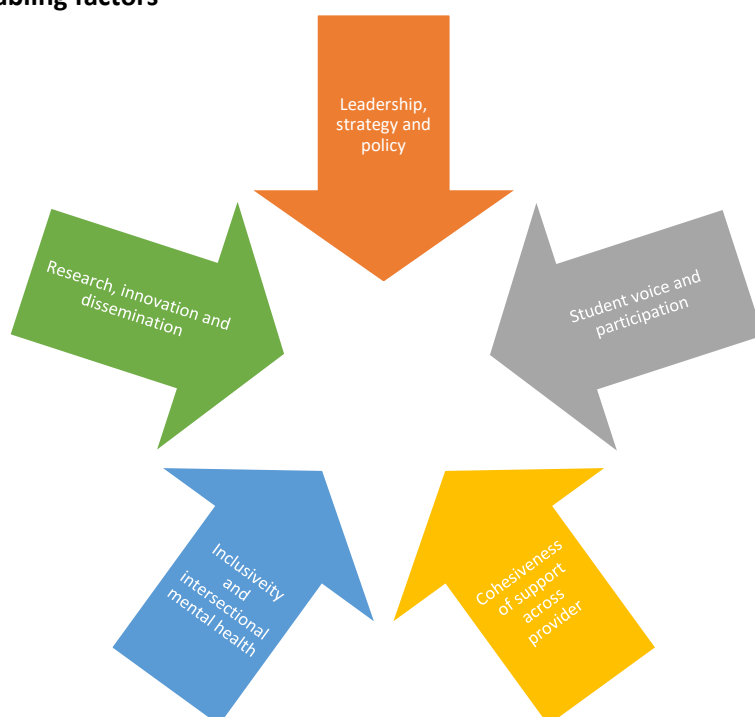 abling factors
Leadership,
strategy and
policy
Research, innovation and
dissemination
Student voice and
participation
Inclusiveity
and
intersectional
mental health
Cohesiveness
of support
across
provider